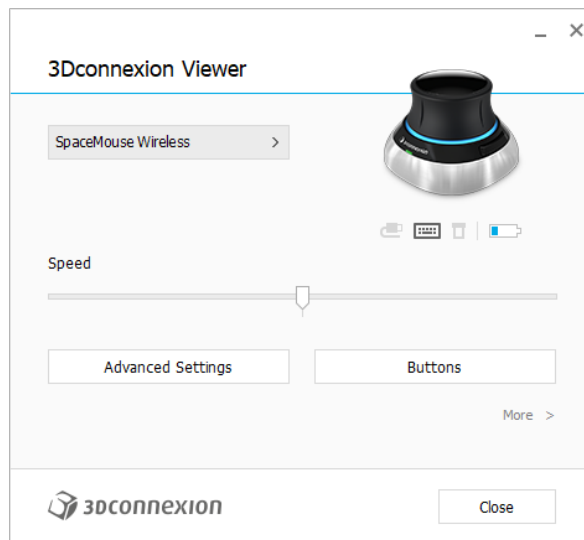 3Dconnexion Viewer
SpaceMouse Wireless >
Speed
Advanced Settings
Buttons
More >
3Dconnexion
Close